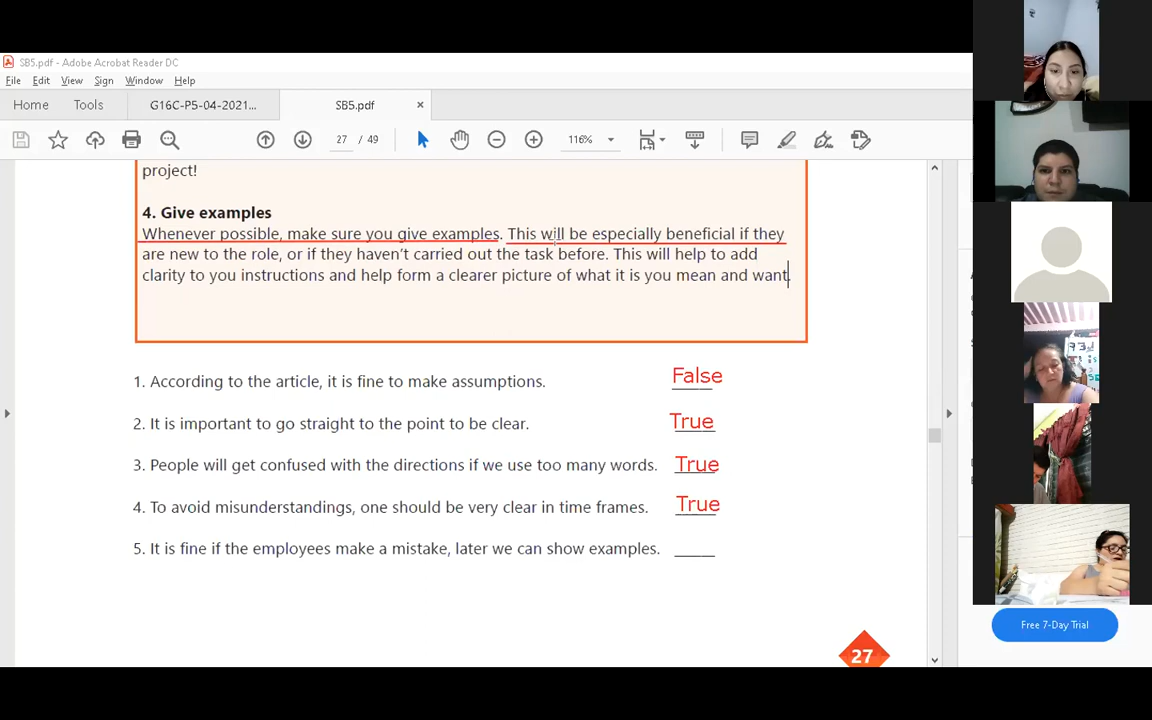 SB5.pdf - Adobe Acrobat Reader DC
File Edit View Sign Window Help
Home Tools G16C-P5-04-2021... SB5.pdf ×
27 / 49 116%
project!
4. Give examples
Whenever possible, make sure you give examples. This will be especially beneficial if they
are new to the role, or if they haven't carried out the task before. This will help to add
clarity to you instructions and help form a clearer picture of what it is you mean and want.
1. According to the article, it is fine to make assumptions. False
2. It is important to go straight to the point to be clear. True
3. People will get confused with the directions if we use too many words. True
4. To avoid misunderstandings, one should be very clear in time frames. True
5. It is fine if the employees make a mistake, later we can show examples. _____
27
Free 7-Day Trial